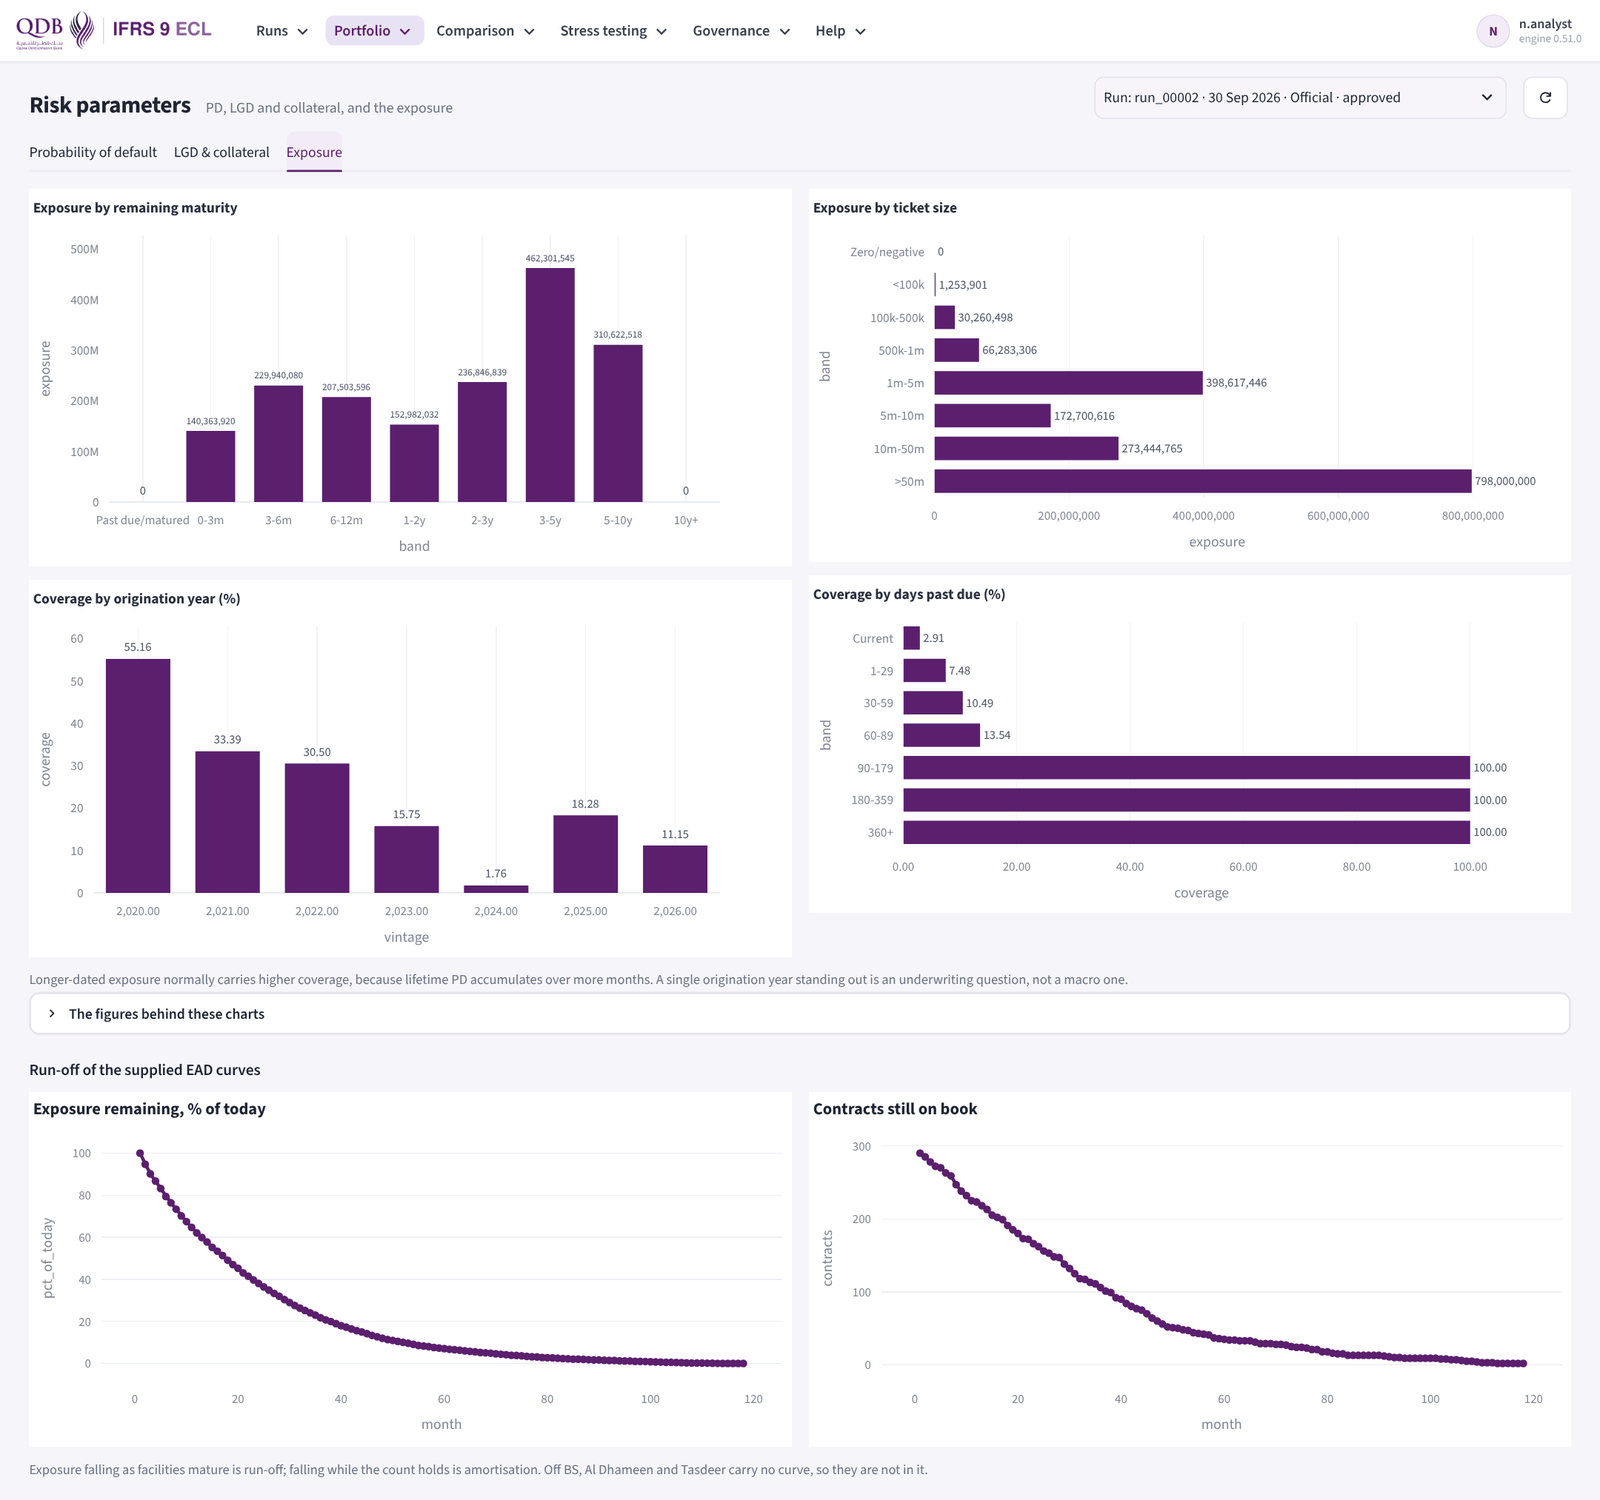 QDB
IFRS 9 ECL
Runs
Portfolio
Comparison
Stress testing
Governance
Help
N
n.analyst
engine 0.51.0
Risk parameters
PD, LGD and collateral, and the exposure
Run: run_00002 · 30 Sep 2026 · Official · approved
Probability of default
LGD & collateral
Exposure
Exposure by remaining maturity
500M
400M
300M
200M
100M
0
exposure
0
140,363,920
229,940,080
207,503,596
152,982,032
236,846,839
462,301,545
310,622,518
0
Past due/matured
0-3m
3-6m
6-12m
1-2y
2-3y
3-5y
5-10y
10y+
band
Exposure by ticket size
band
Zero/negative 0
<100k 1,253,901
100k-500k 30,260,498
500k-1m 66,283,306
1m-5m 398,617,446
5m-10m 172,700,616
10m-50m 273,444,765
>50m 798,000,000
0
200,000,000
400,000,000
600,000,000
800,000,000
exposure
Coverage by origination year (%)
60
50
40
30
20
10
0
coverage
55.16
33.39
30.50
15.75
1.76
18.28
11.15
2,020.00
2,021.00
2,022.00
2,023.00
2,024.00
2,025.00
2,026.00
vintage
Coverage by days past due (%)
band
Current 2.91
1-29 7.48
30-59 10.49
60-89 13.54
90-179 100.00
180-359 100.00
360+ 100.00
0.00
20.00
40.00
60.00
80.00
100.00
coverage
Longer-dated exposure normally carries higher coverage, because lifetime PD accumulates over more months. A single origination year standing out is an underwriting question, not a macro one.
The figures behind these charts
Run-off of the supplied EAD curves
Exposure remaining, % of today
100
80
60
40
20
0
pct_of_today
0
20
40
60
80
100
120
month
Contracts still on book
300
200
100
0
contracts
0
20
40
60
80
100
120
month
Exposure falling as facilities mature is run-off; falling while the count holds is amortisation. Off BS, Al Dhameen and Tasdeer carry no curve, so they are not in it.